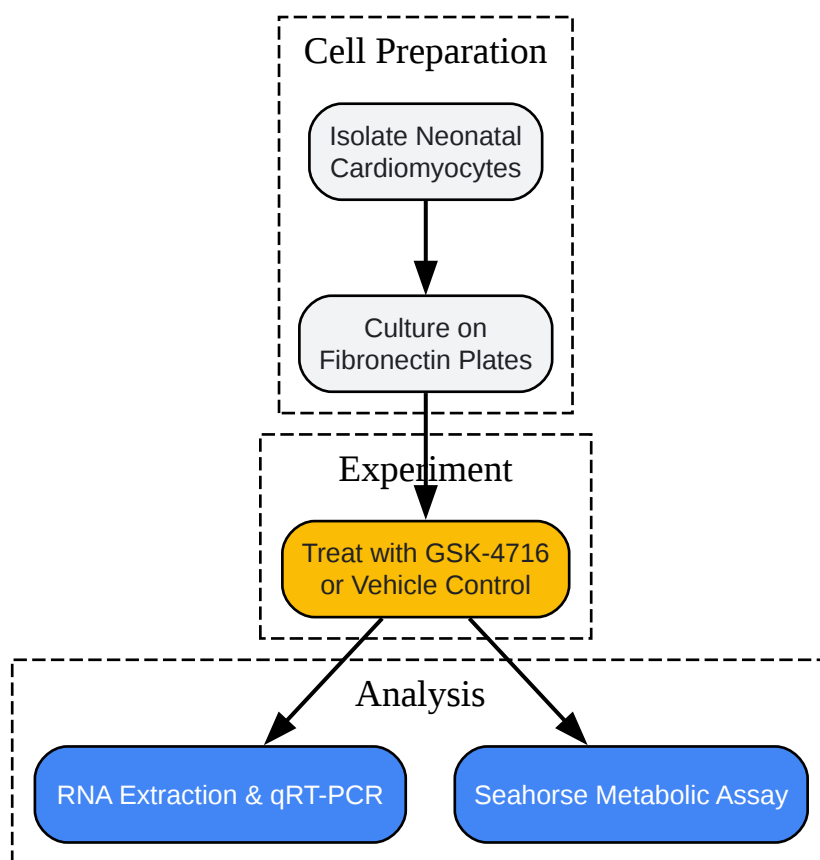 Cell Preparation
Isolate Neonatal
Cardiomyocytes
Culture on
Fibronectin Plates
Experiment
Treat with GSK-4716
or Vehicle Control
Analysis
RNA Extraction & qRT-PCR
Seahorse Metabolic Assay